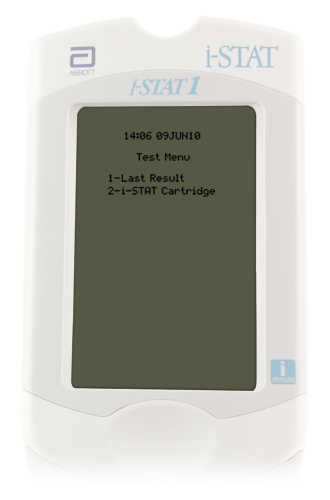 ABBOTT
i-STAT
i-STAT 1
14:06 09JUN10
Test Menu
1-Last Result
2-i-STAT Cartridge
i